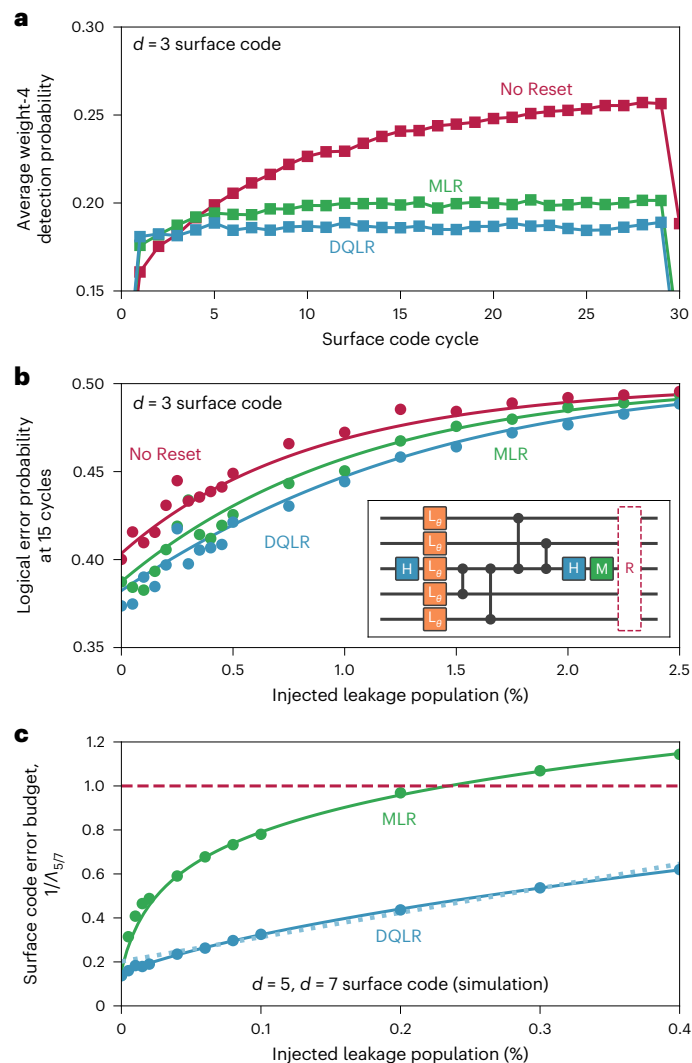 a
0.30
d = 3 surface code
No Reset
0.25
MLR
0.20
DQLR
0.15
Average weight-4
detection probability
0 5 10 15 20 25 30
Surface code cycle
b
0.50
d = 3 surface code
No Reset
MLR
0.45
DQLR
0.40
0.35
Logical error probability
at 15 cycles
Lθ
Lθ
H Lθ H M R
Lθ
Lθ
0 0.5 1.0 1.5 2.0 2.5
Injected leakage population (%)
c
1.2
1.0
MLR
0.8
0.6
DQLR
0.4
0.2
d = 5, d = 7 surface code (simulation)
0
Surface code error budget,
1/Λ5/7
0 0.1 0.2 0.3 0.4
Injected leakage population (%)